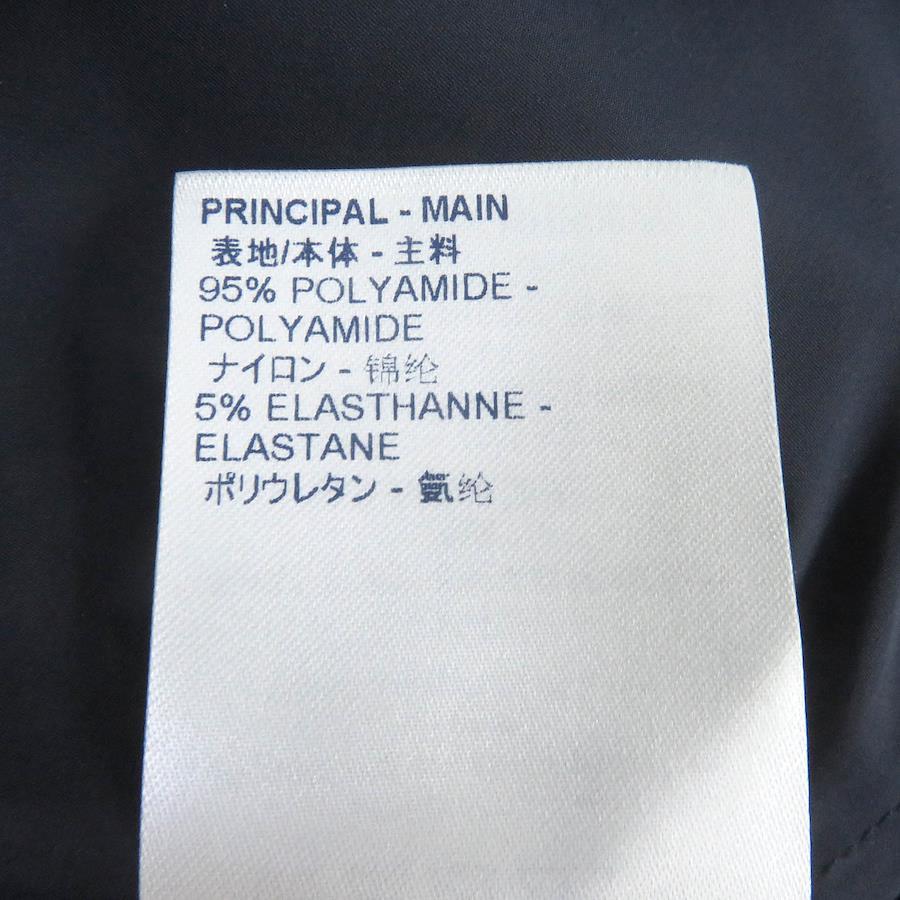 PRINCIPAL - MAIN
表地/本体 - 主料
95% POLYAMIDE -
POLYAMIDE
ナイロン - 锦纶
5% ELASTHANNE -
ELASTANE
ポリウレタン - 氨纶